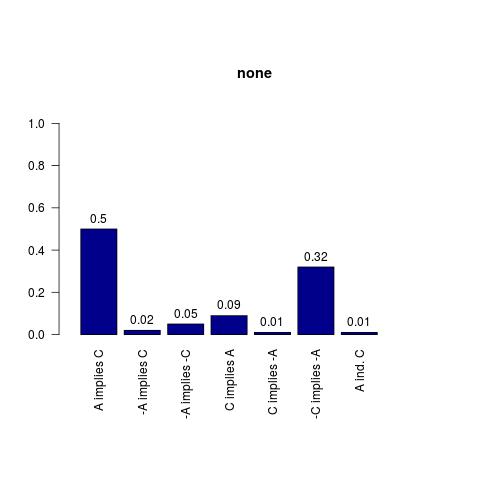 none
1.0
0.8
0.6
0.4
0.2
0.0
0.5
0.02
0.05
0.09
0.01
0.32
0.01
A implies C
-A implies C
-A implies -C
C implies A
C implies -A
-C implies -A
A ind. C